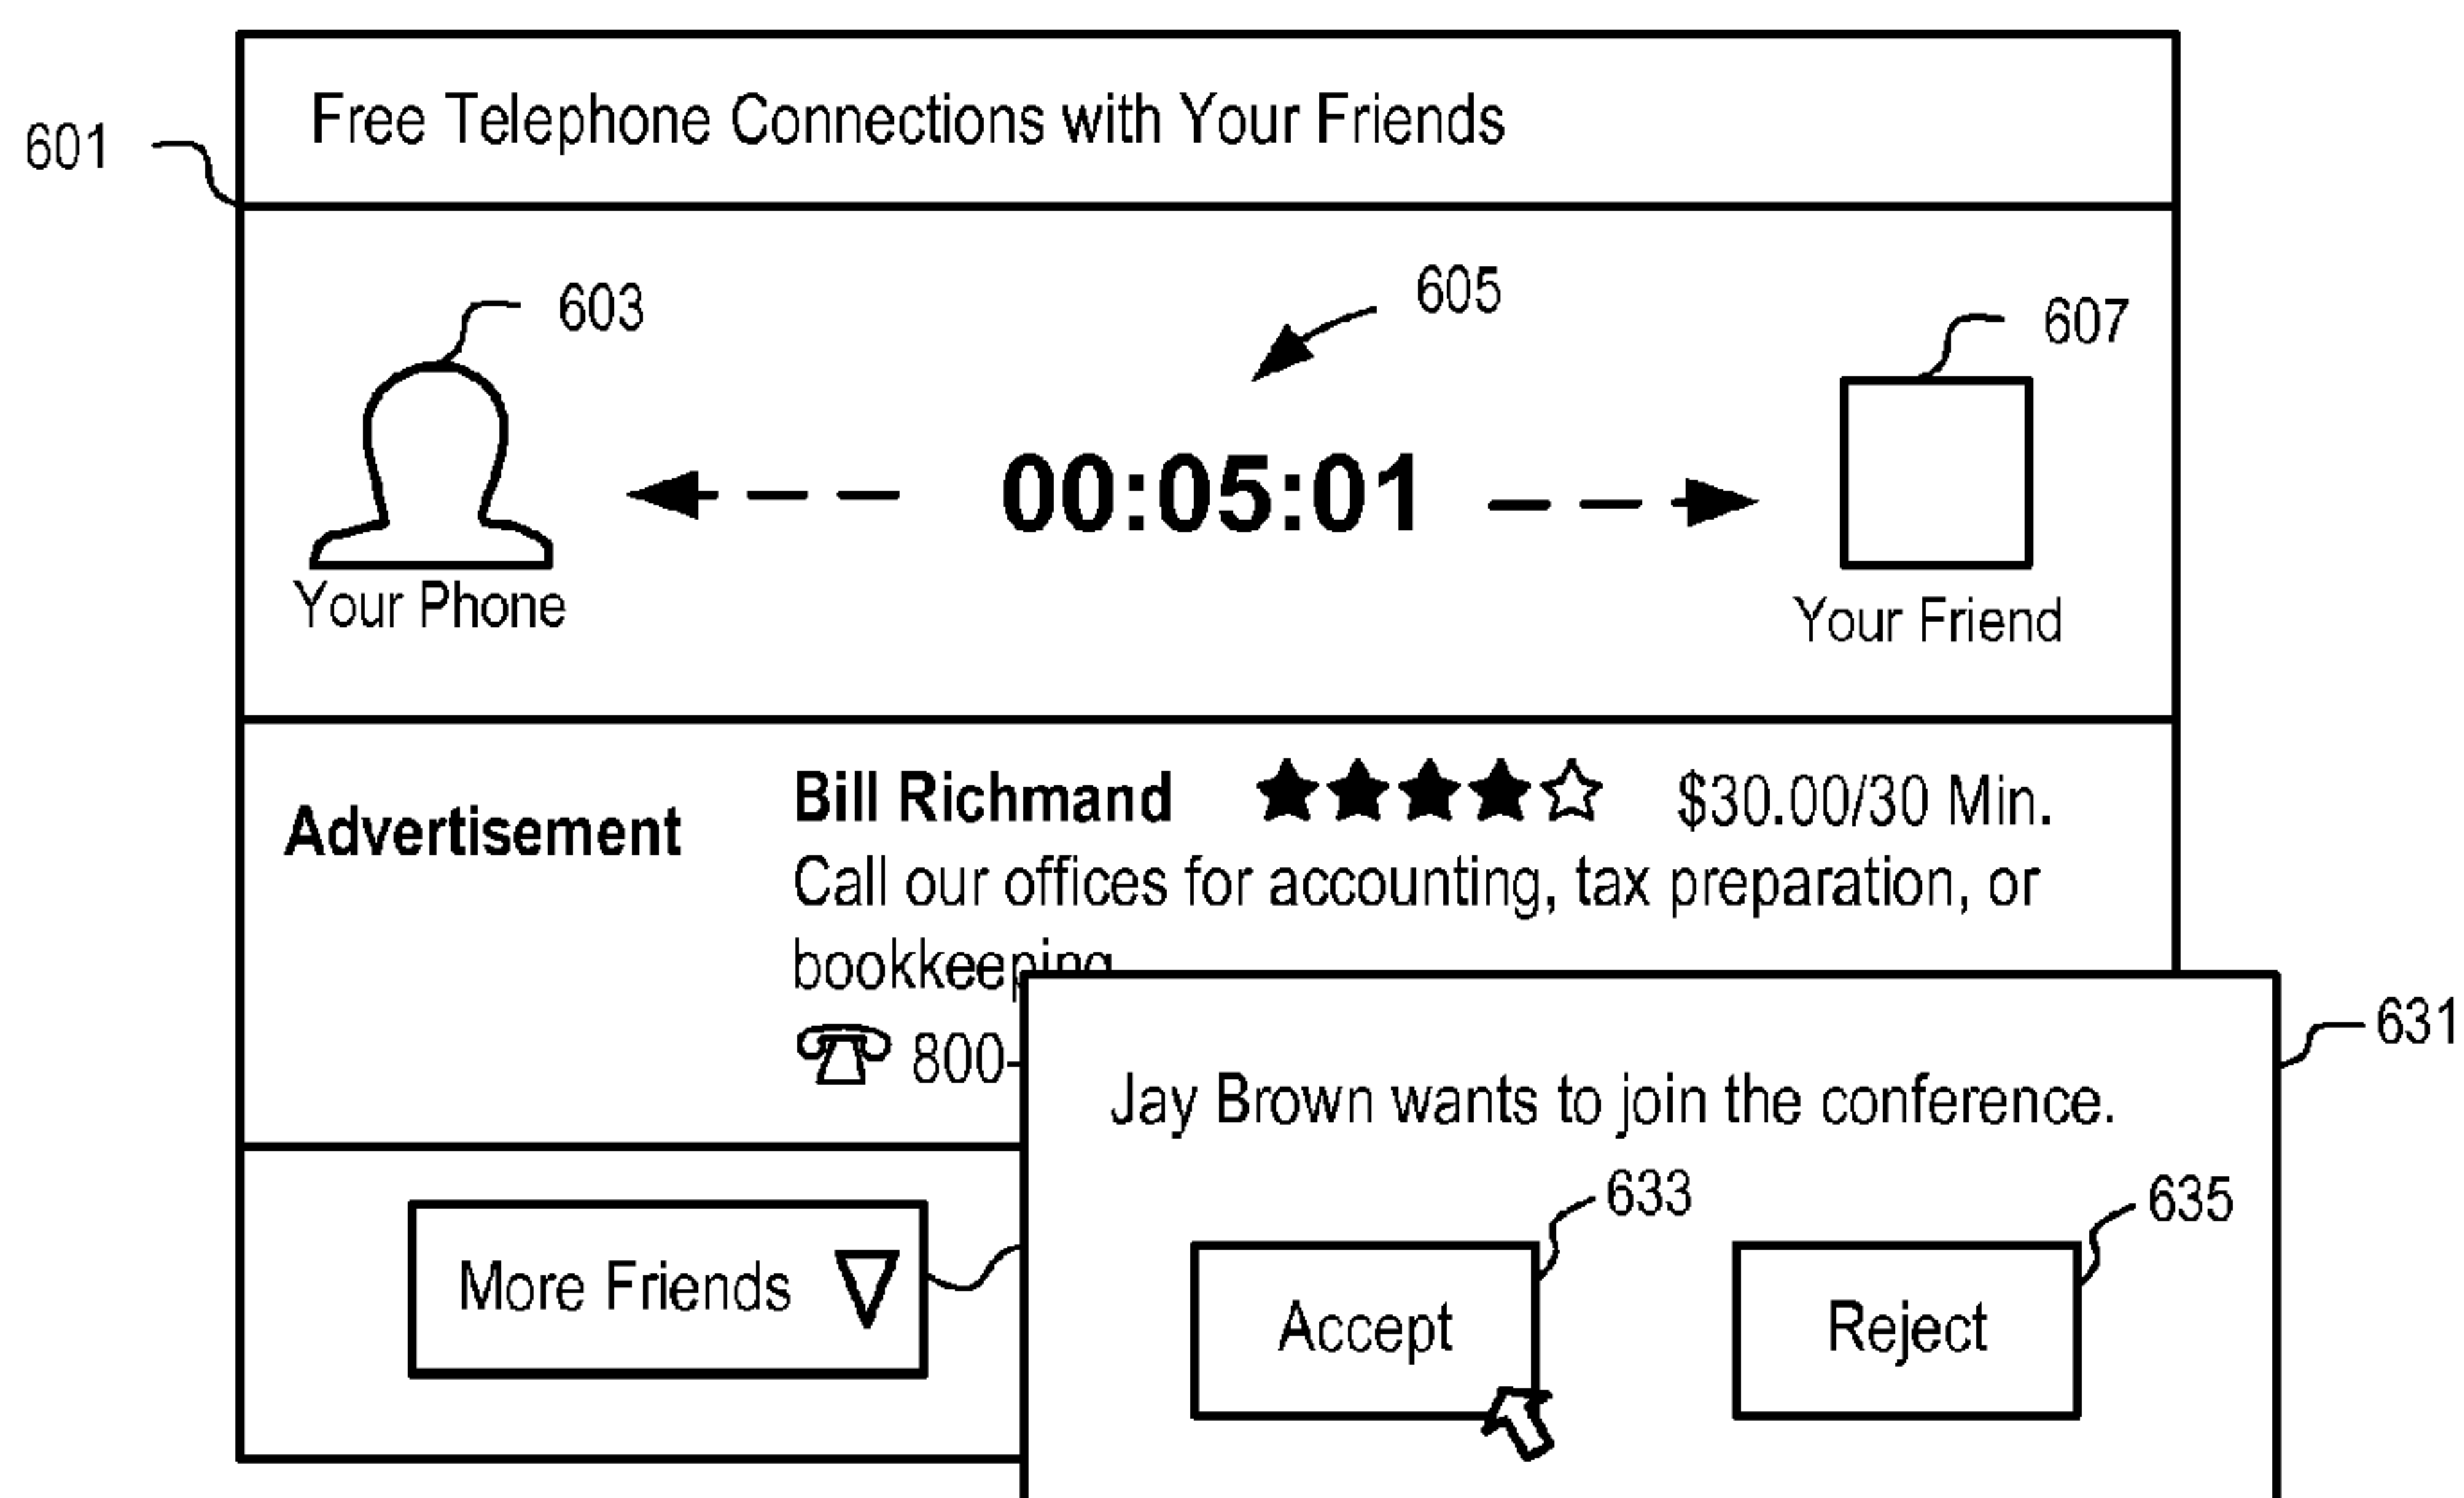 Free Telephone Connections with Your Friends
601
603
605
607
00:05:01
Your Phone
Your Friend
Advertisement
Bill Richmand $30.00/30 Min.
Call our offices for accounting, tax preparation, or
bookkeeping
800-
631
Jay Brown wants to join the conference.
633
635
More Friends
Accept
Reject